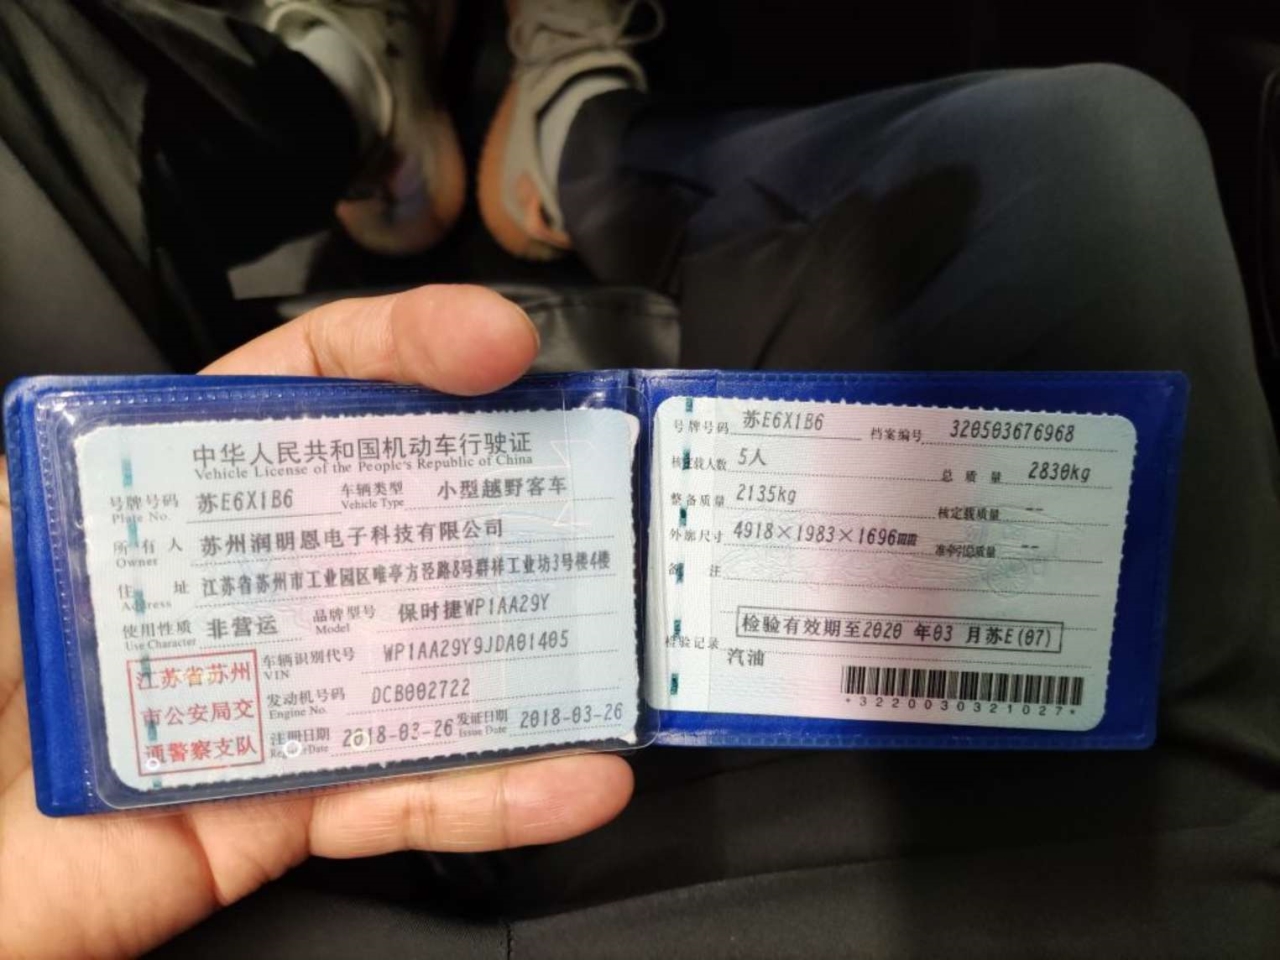 中华人民共和国机动车行驶证
Vehicle License of the People's Republic of China
号牌号码 苏E6X1B6 车辆类型 小型越野客车
Plate No. Vehicle Type
所有人 苏州润明恩电子科技有限公司
Owner
住址 江苏省苏州市工业园区唯亭方泾路8号群祥工业坊3号楼4楼
Address
使用性质 非营运 品牌型号 保时捷WP1AA29Y
Use Character Model
江苏省苏州
市公安局交
通警察支队
车辆识别代号 WP1AA29Y9JDA01405
VIN
发动机号码 DCB002722
Engine No.
注册日期 2018-03-26 发证日期 2018-03-26
Register Date Issue Date
号牌号码 苏E6X1B6 档案编号 320503676968
核定载人数 5人 总质量 2830kg
整备质量 2135kg 核定载质量 --
外廓尺寸 4918×1983×1696mm 准牵引总质量 --
备注
检验有效期至2020年03月苏E(07)
检验记录
汽油
*3220030321027*